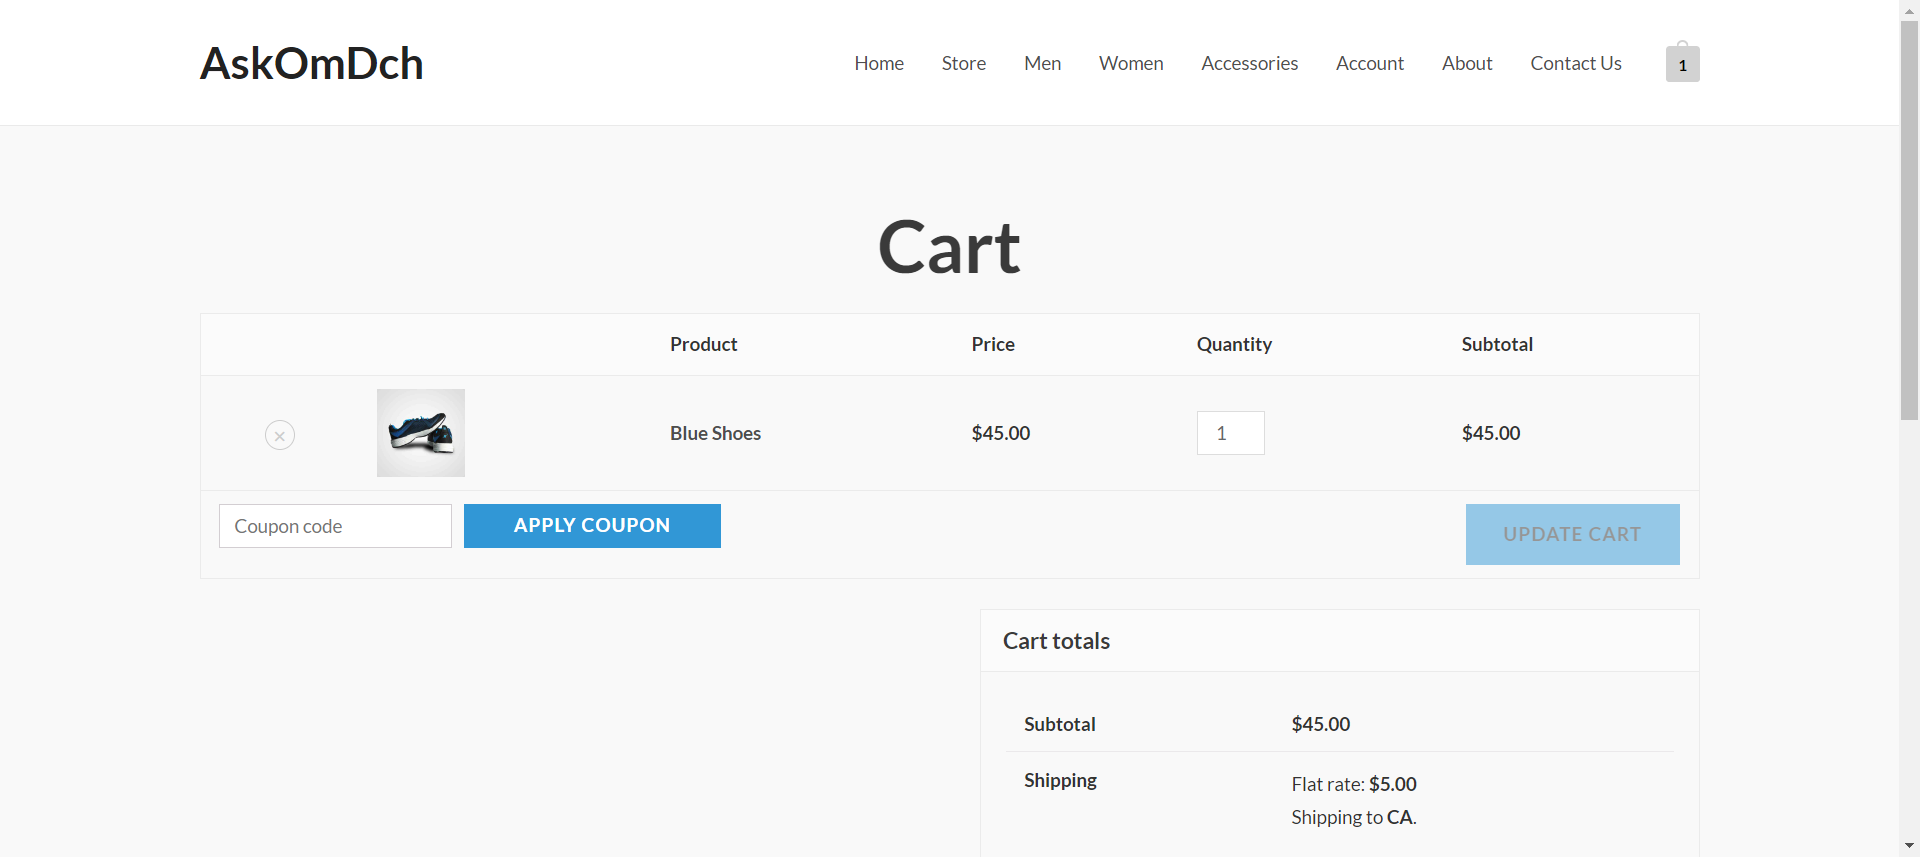 AskOmDch
Home Store Men Women Accessories Account About Contact Us 1
Cart
Product Price Quantity Subtotal
× Blue Shoes $45.00 1 $45.00
Coupon code APPLY COUPON UPDATE CART
Cart totals
Subtotal $45.00
Shipping Flat rate: $5.00
Shipping to CA.